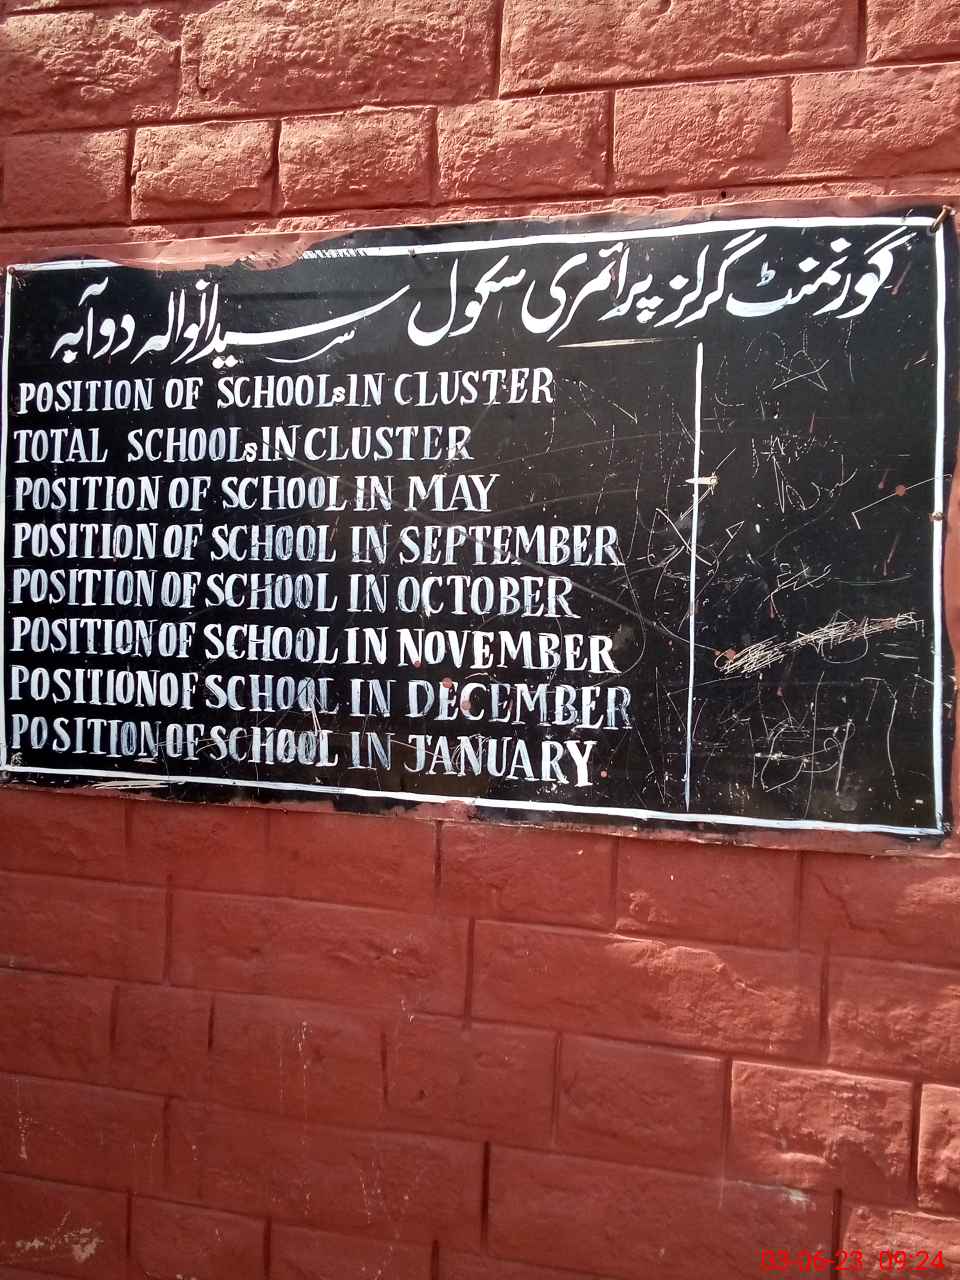 گورنمنٹ گرلز پرائمری سکول سیدانوالہ دوآبہ
POSITION OF SCHOOLs IN CLUSTER
TOTAL SCHOOLs IN CLUSTER
POSITION OF SCHOOL IN MAY
POSITION OF SCHOOL IN SEPTEMBER
POSITION OF SCHOOL IN OCTOBER
POSITION OF SCHOOL IN NOVEMBER
POSITION OF SCHOOL IN DECEMBER
POSITION OF SCHOOL IN JANUARY
03-06-23 09:24